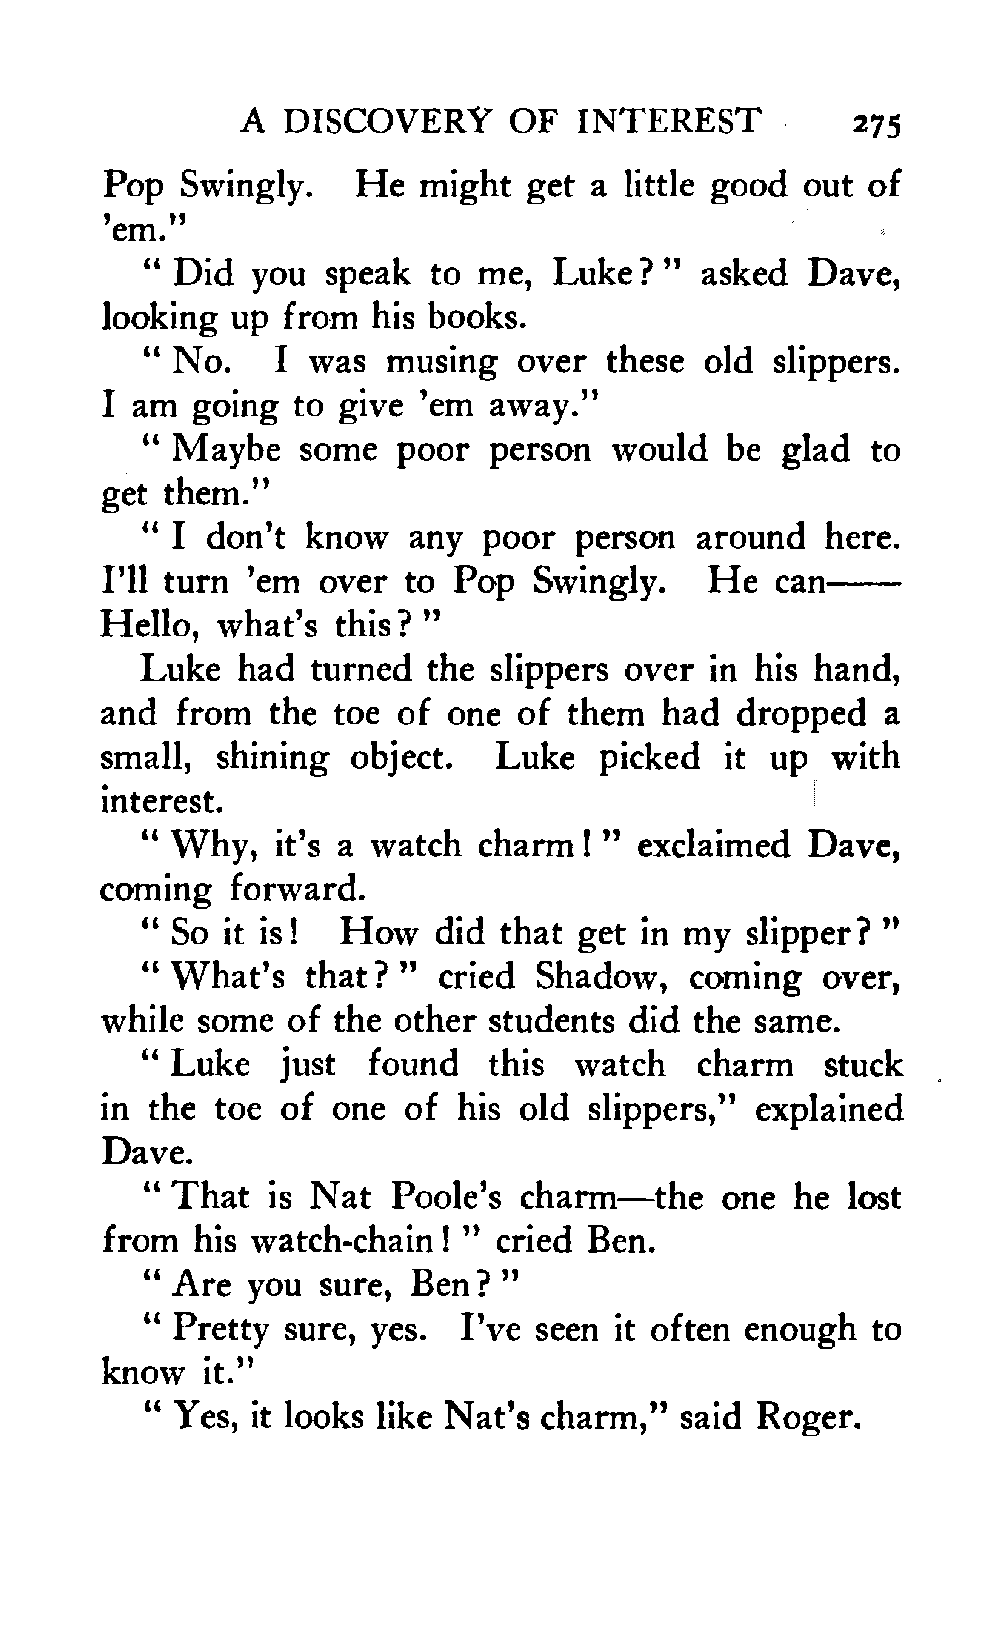 A DISCOVERY OF INTEREST 275
Pop Swingly. He might get a little good out of
'em."
" Did you speak to me, Luke? " asked Dave,
looking up from his books.
" No. I was musing over these old slippers.
I am going to give 'em away."
" Maybe some poor person would be glad to
get them."
" I don't know any poor person around here.
I'll turn 'em over to Pop Swingly. He can——
Hello, what's this? "
Luke had turned the slippers over in his hand,
and from the toe of one of them had dropped a
small, shining object. Luke picked it up with
interest.
" Why, it's a watch charm! " exclaimed Dave,
coming forward.
" So it is! How did that get in my slipper? "
" What's that? " cried Shadow, coming over,
while some of the other students did the same.
" Luke just found this watch charm stuck
in the toe of one of his old slippers," explained
Dave.
" That is Nat Poole's charm—the one he lost
from his watch-chain! " cried Ben.
" Are you sure, Ben? "
" Pretty sure, yes. I've seen it often enough to
know it."
" Yes, it looks like Nat's charm," said Roger.